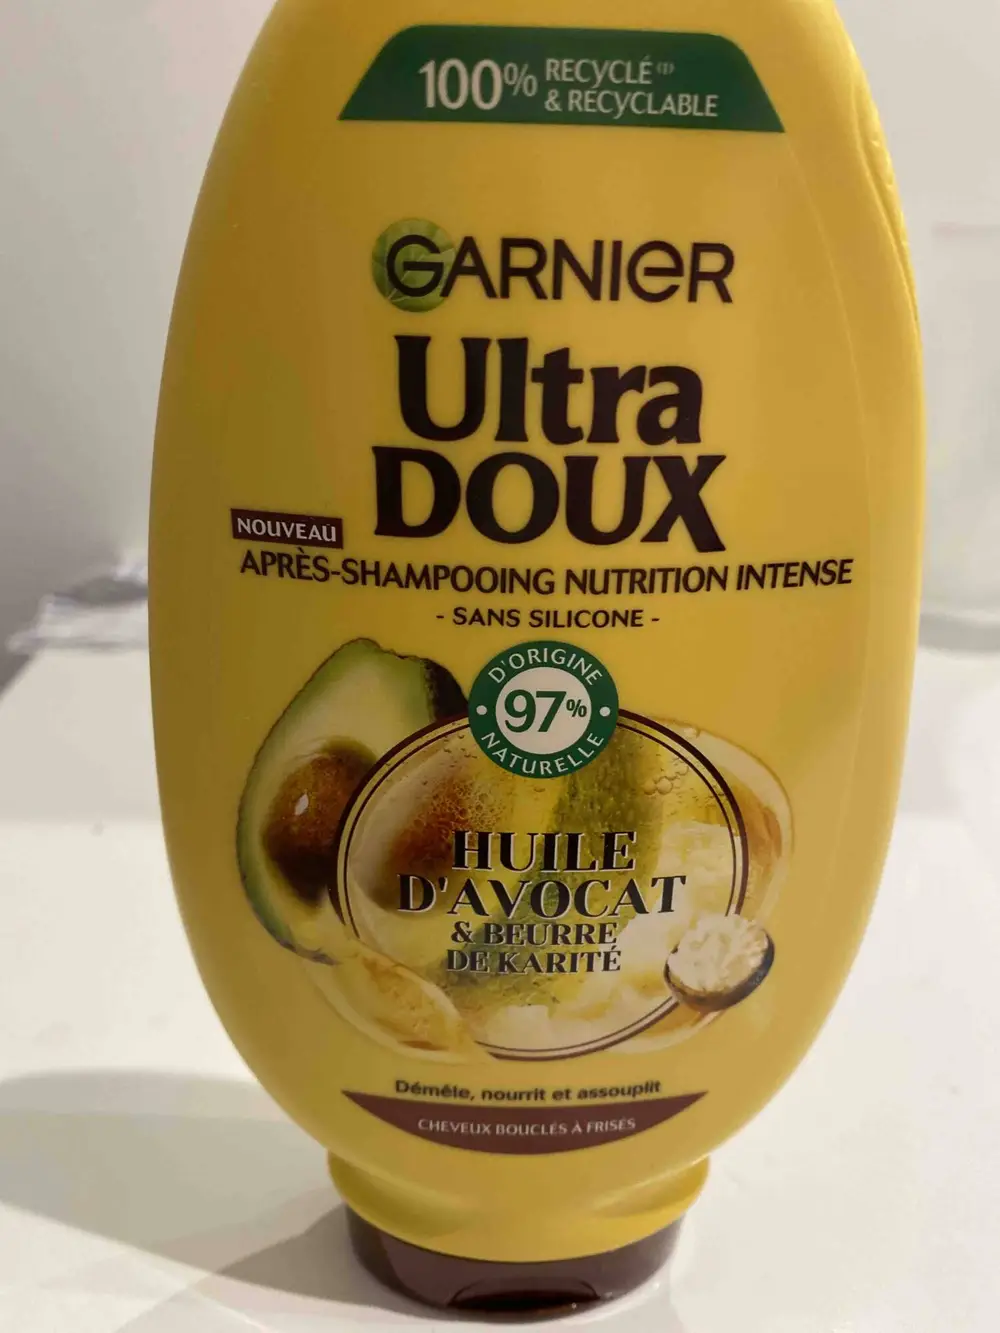 100% RECYCLÉ (1)
& RECYCLABLE
GARNIER
Ultra
DOUX
NOUVEAU
APRÈS-SHAMPOOING NUTRITION INTENSE
- SANS SILICONE -
D'ORIGINE
97%
NATURELLE
HUILE
D'AVOCAT
& BEURRE
DE KARITÉ
Démêle, nourrit et assouplit
CHEVEUX BOUCLÉS À FRISÉS